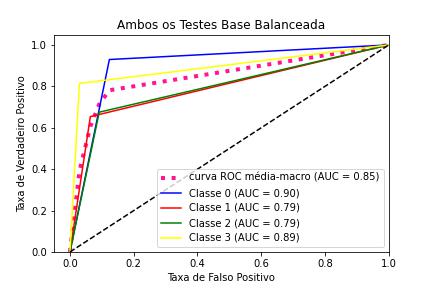 Ambos os Testes Base Balanceada
Taxa de Verdadeiro Positivo
1.0
0.8
0.6
0.4
0.2
0.0
curva ROC média-macro (AUC = 0.85)
Classe 0 (AUC = 0.90)
Classe 1 (AUC = 0.79)
Classe 2 (AUC = 0.79)
Classe 3 (AUC = 0.89)
0.0 0.2 0.4 0.6 0.8 1.0
Taxa de Falso Positivo